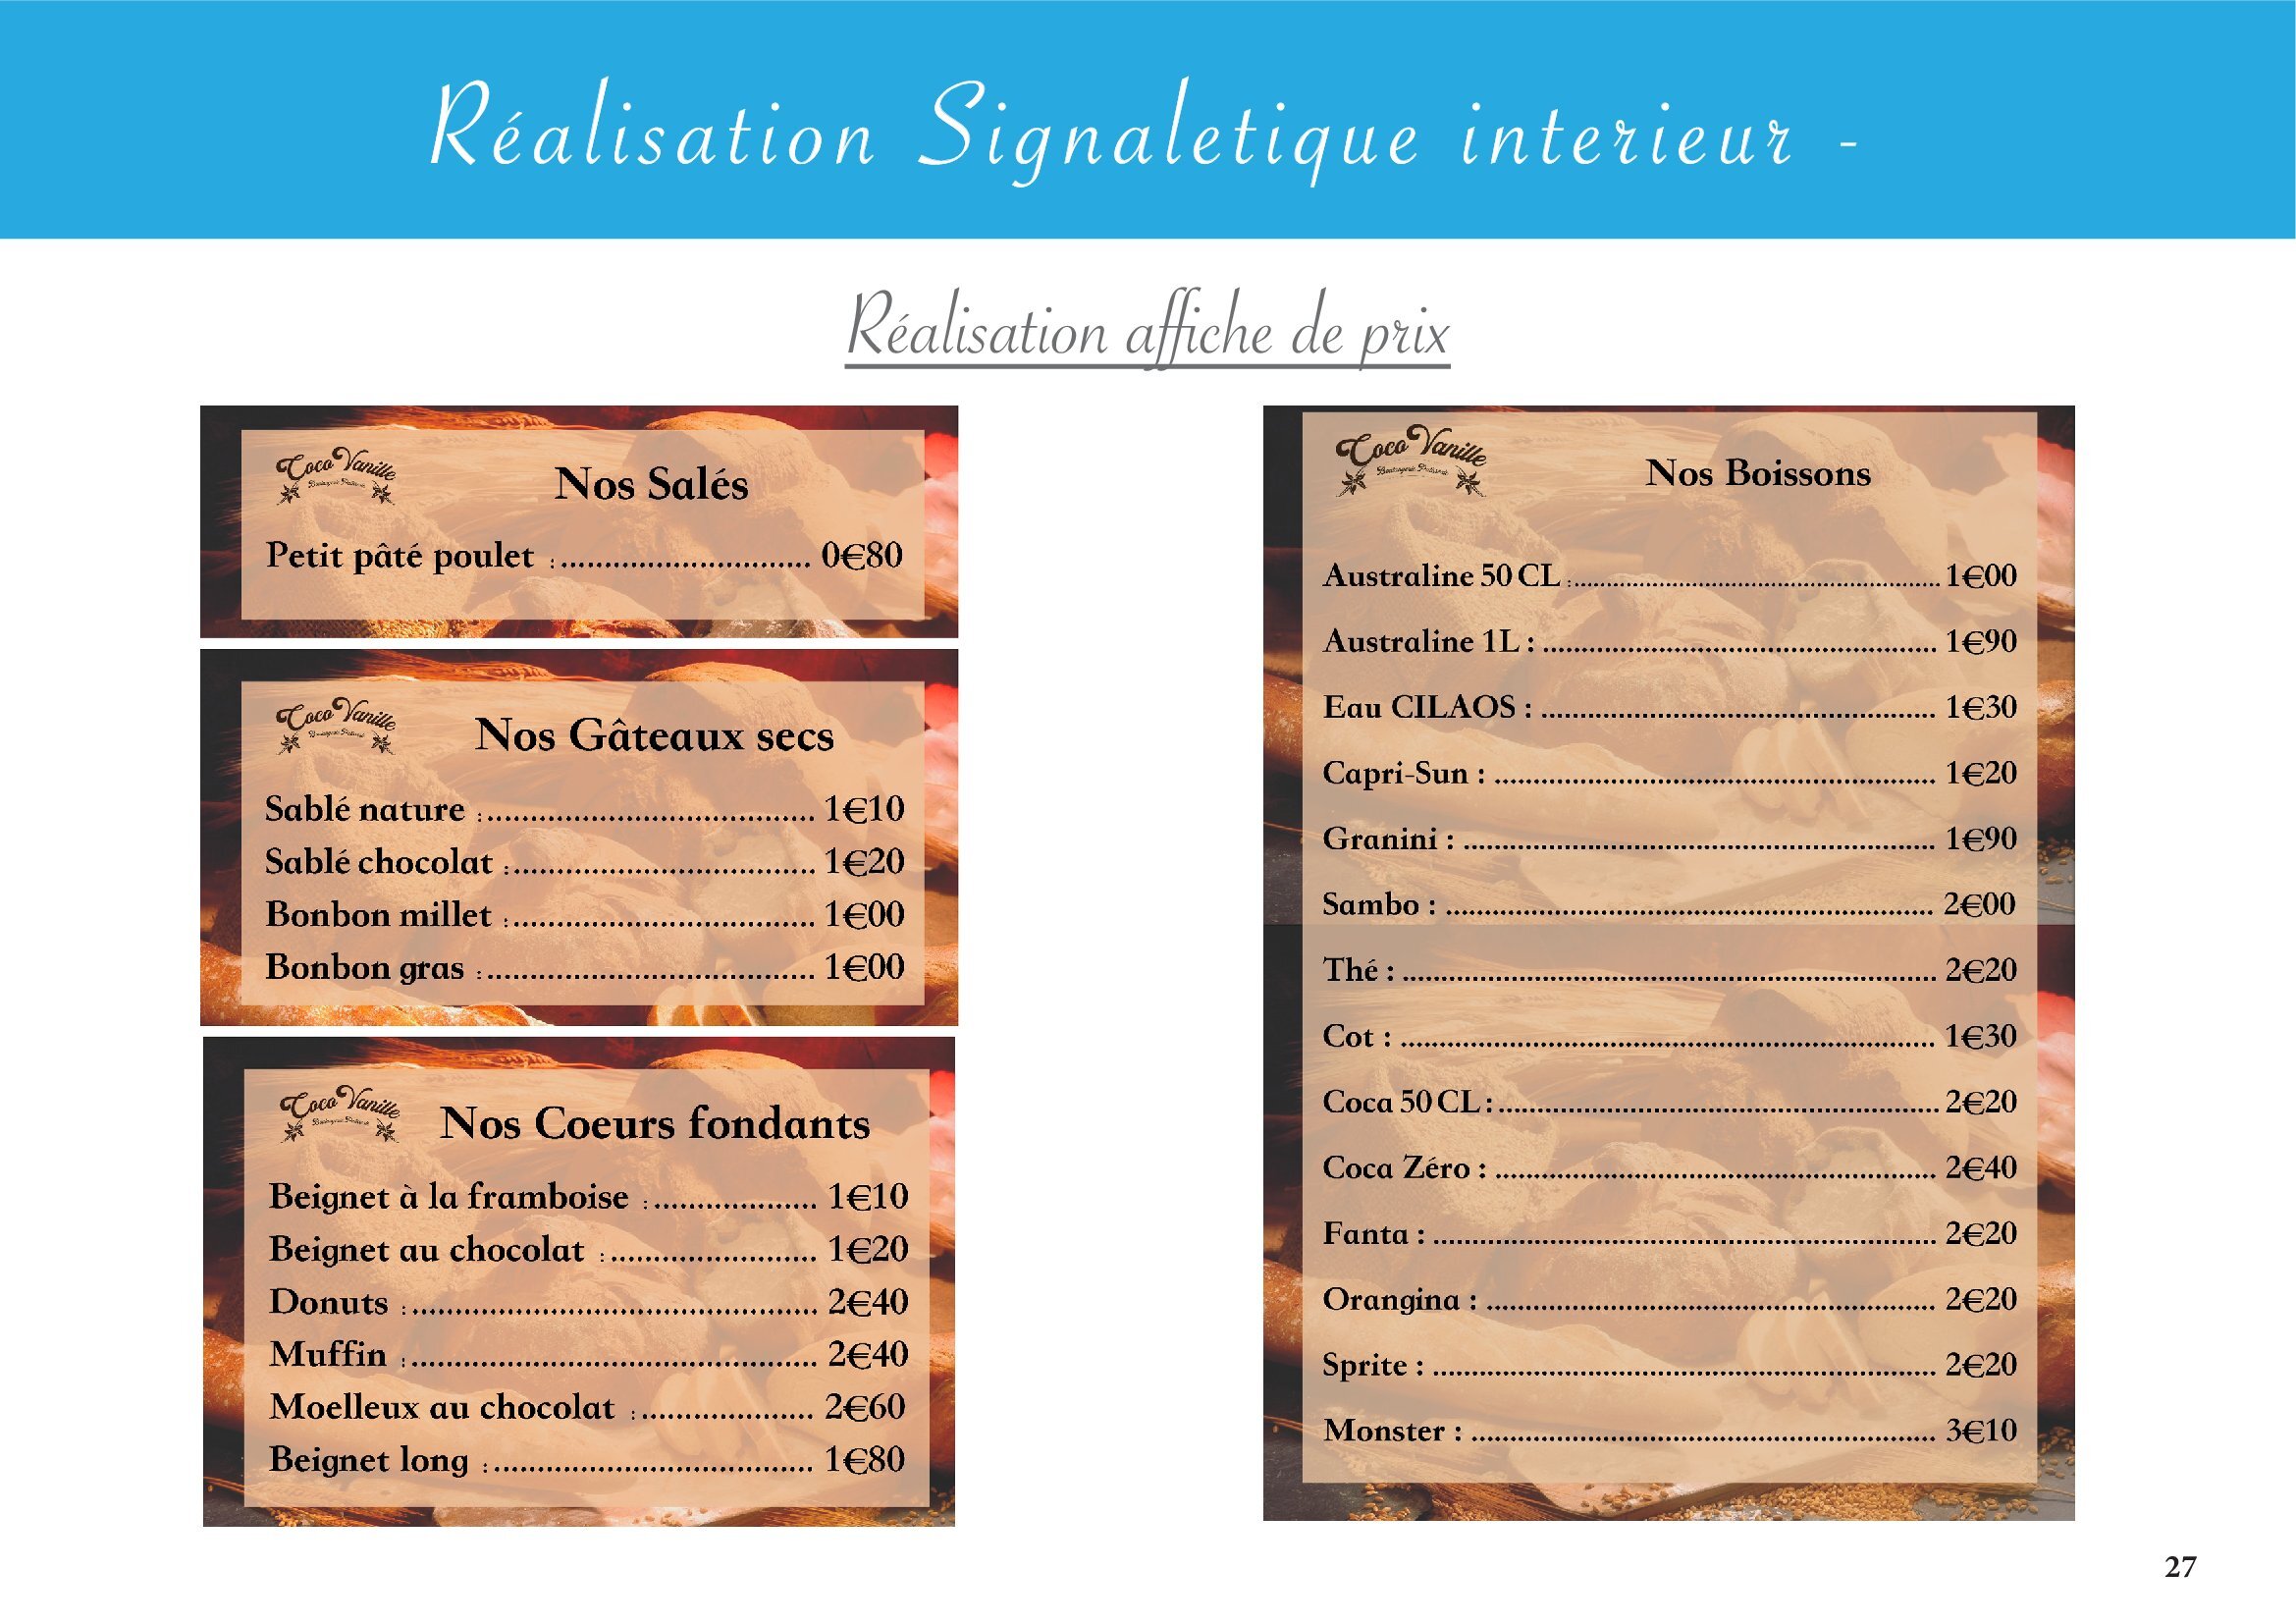 Réalisation Signaletique interieur -
Réalisation affiche de prix
Coco Vanille
Nos Salés
Petit pâté poulet :............................. 0€80
Coco Vanille
Nos Gâteaux secs
Sablé nature :...................................... 1€10
Sablé chocolat :................................... 1€20
Bonbon millet :................................... 1€00
Bonbon gras :...................................... 1€00
Coco Vanille
Nos Coeurs fondants
Beignet à la framboise :................... 1€10
Beignet au chocolat :........................ 1€20
Donuts :............................................... 2€40
Muffin :............................................... 2€40
Moelleux au chocolat :.................... 2€60
Beignet long :..................................... 1€80
Coco Vanille
Boulangerie Pâtisserie
Nos Boissons
Australine 50 CL :................................................ 1€00
Australine 1L : ................................................... 1€90
Eau CILAOS : ................................................... 1€30
Capri-Sun : ......................................................... 1€20
Granini : ............................................................. 1€90
Sambo : ............................................................... 2€00
Thé : ..................................................................... 2€20
Cot : ..................................................................... 1€30
Coca 50 CL : ......................................................... 2€20
Coca Zéro : ......................................................... 2€40
Fanta : ................................................................. 2€20
Orangina : .......................................................... 2€20
Sprite : ................................................................. 2€20
Monster : ............................................................ 3€10
27